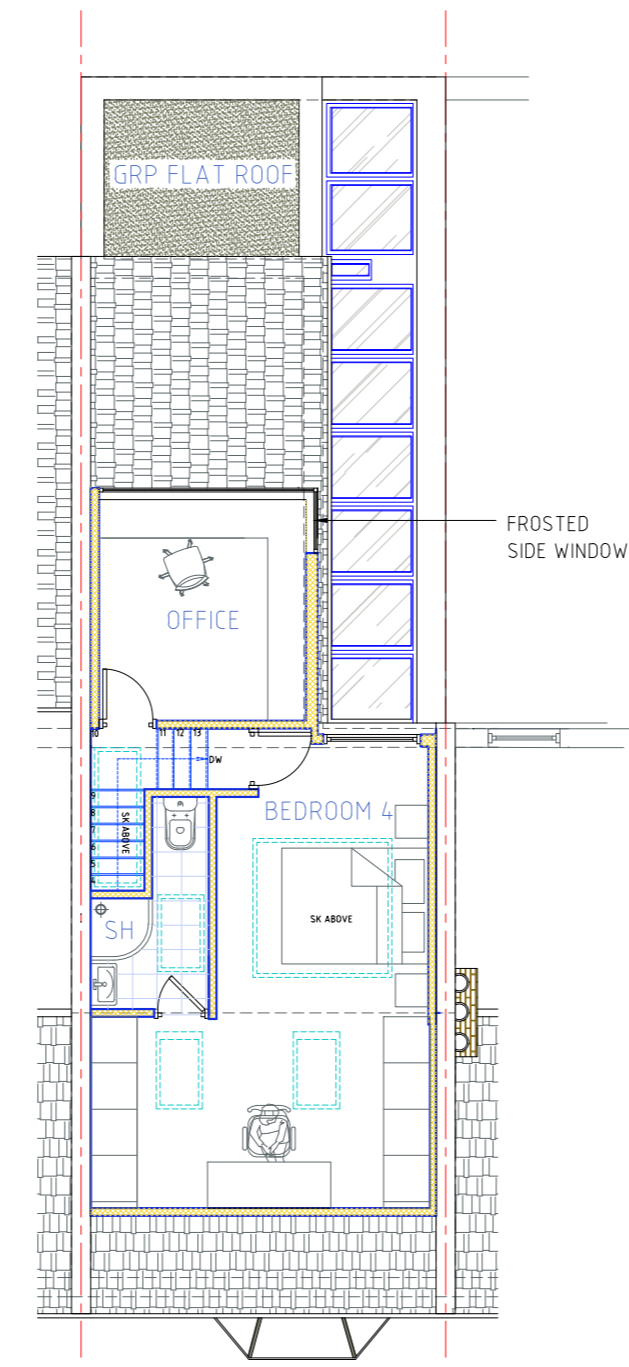 GRP FLAT ROOF
FROSTED
SIDE WINDOW
OFFICE
10
11 12 13
DW
9
8
7
6
5
4
SK ABOVE
BEDROOM 4
SK ABOVE
SH